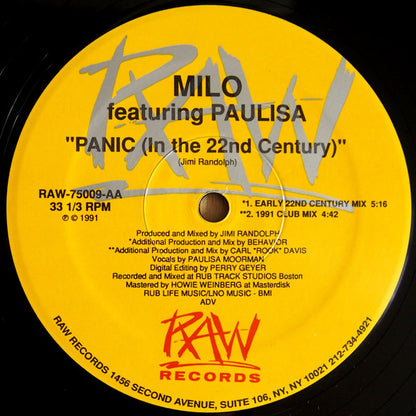 RAW
MILO
featuring PAULISA
"PANIC (In the 22nd Century)"
(Jimi Randolph)
RAW-75009-AA
33 1/3 RPM
℗ © 1991
*1. EARLY 22ND CENTURY MIX 5:16
**2. 1991 CLUB MIX 4:42
Produced and Mixed by JIMI RANDOLPH
*Additional Production and Mix by BEHAVIOR
**Additional Production and Mix by CARL "ROOK" DAVIS
Vocals by PAULISA MOORMAN
Digital Editing by PERRY GEYER
Recorded and Mixed at RUB TRACK STUDIOS Boston
Mastered by HOWIE WEINBERG at Masterdisk
RUB LIFE MUSIC/LNO MUSIC - BMI
ADV
RAW
RECORDS
RAW RECORDS 1456 SECOND AVENUE, SUITE 106, NY, NY 10021 212-734-4921